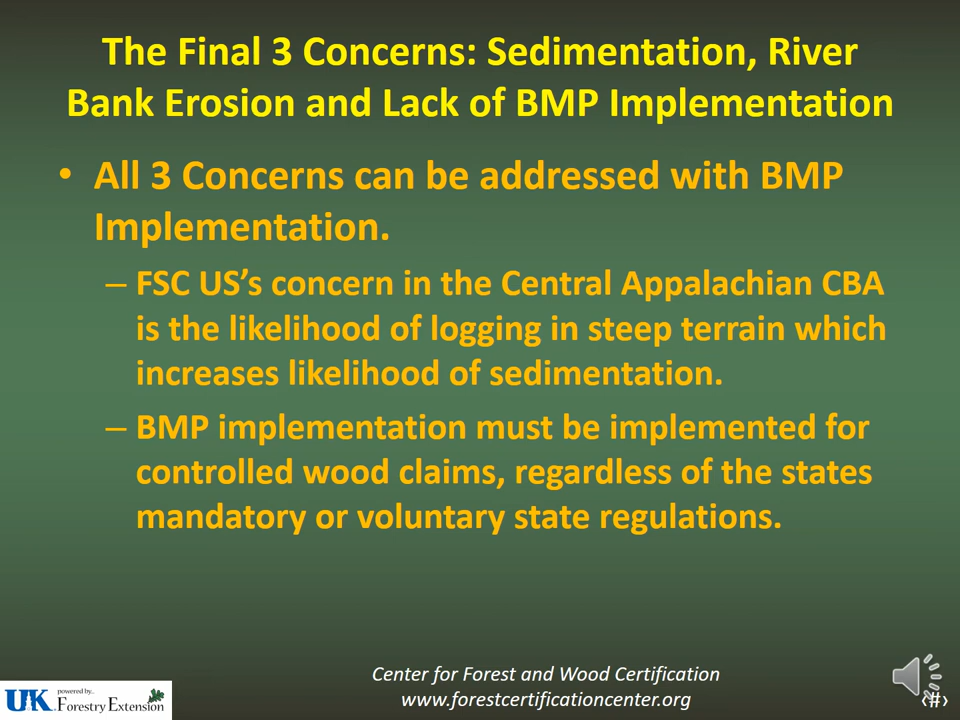 The Final 3 Concerns: Sedimentation, River
Bank Erosion and Lack of BMP Implementation
• All 3 Concerns can be addressed with BMP
Implementation.
– FSC US’s concern in the Central Appalachian CBA
is the likelihood of logging in steep terrain which
increases likelihood of sedimentation.
– BMP implementation must be implemented for
controlled wood claims, regardless of the states
mandatory or voluntary state regulations.
Center for Forest and Wood Certification
www.forestcertificationcenter.org
UK
powered by..
Forestry Extension
‹#›